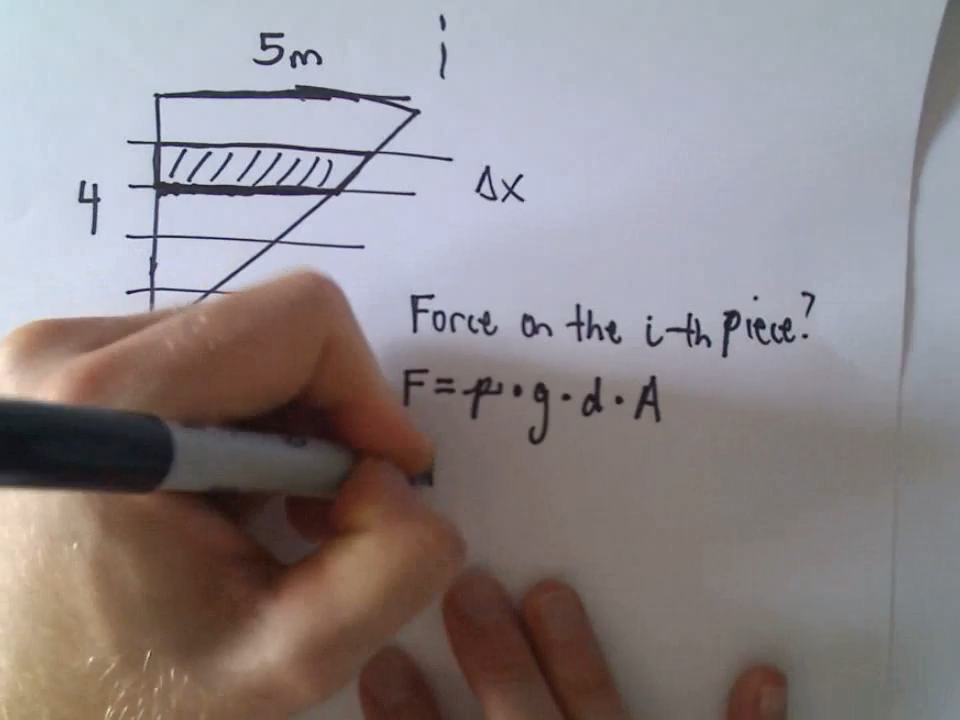 5m
i
4
Δx
Force on the i-th piece?
F = p · g · d · A